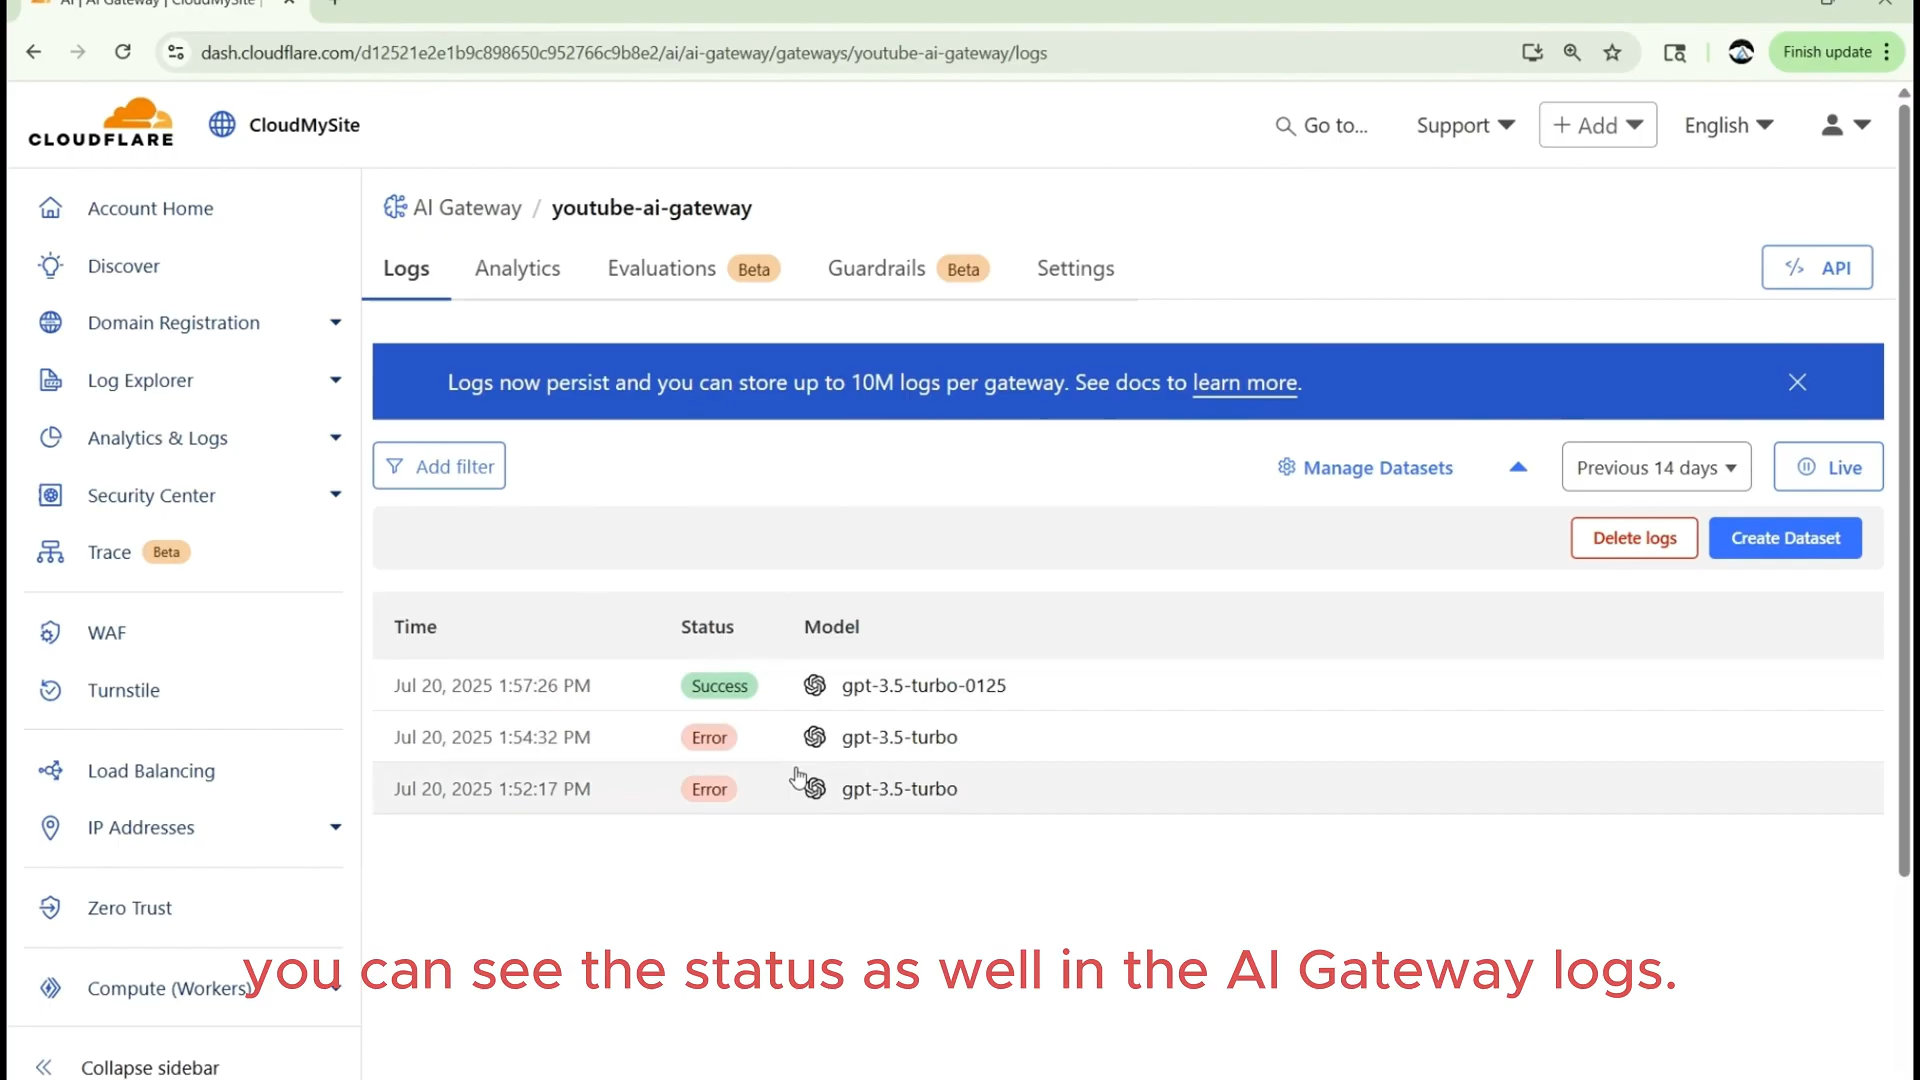 AI | AI Gateway | CloudMySite |
dash.cloudflare.com/d12521e2e1b9c898650c952766c9b8e2/ai/ai-gateway/gateways/youtube-ai-gateway/logs
Finish update
CLOUDFLARE
CloudMySite
Go to...
Support
+ Add
English
Account Home
Discover
Domain Registration
Log Explorer
Analytics & Logs
Security Center
Trace Beta
WAF
Turnstile
Load Balancing
IP Addresses
Zero Trust
Compute (Workers)
Collapse sidebar
AI Gateway / youtube-ai-gateway
Logs Analytics Evaluations Beta Guardrails Beta Settings
</> API
Logs now persist and you can store up to 10M logs per gateway. See docs to learn more.
Add filter
Manage Datasets
Previous 14 days
Live
Delete logs
Create Dataset
Time Status Model
Jul 20, 2025 1:57:26 PM Success gpt-3.5-turbo-0125
Jul 20, 2025 1:54:32 PM Error gpt-3.5-turbo
Jul 20, 2025 1:52:17 PM Error gpt-3.5-turbo
you can see the status as well in the AI Gateway logs.